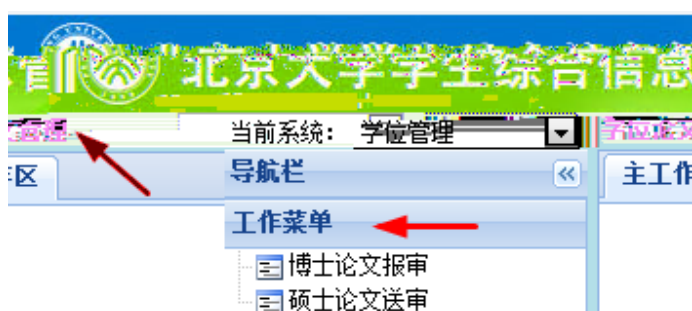 北京大学学生综合信息
当前系统： 学位管理
区 导航栏 主工作
工作菜单
博士论文报审
硕士论文送审